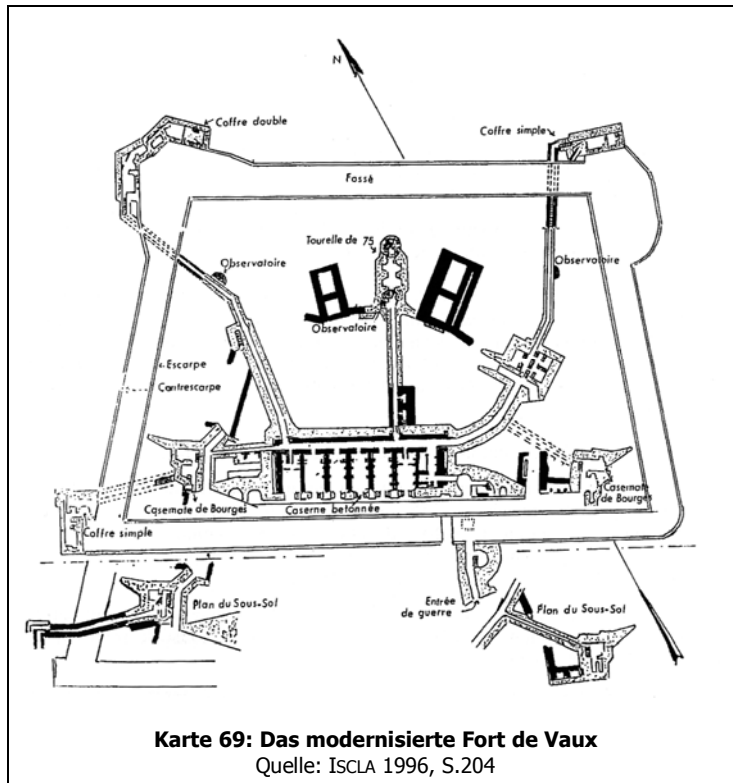 N
Coffre double
Coffre simple
Fossé
Tourelle de 75
Observatoire
Observatoire
Observatoire
Escarpe
Contrescarpe
Casemate de Bourges
Caserne betonnée
Casemate
de Bourges
Coffre simple
Plan du Sous-Sol
Entrée
de guerre
Plan du Sous-Sol
Karte 69: Das modernisierte Fort de Vaux
Quelle: ISCLA 1996, S.204